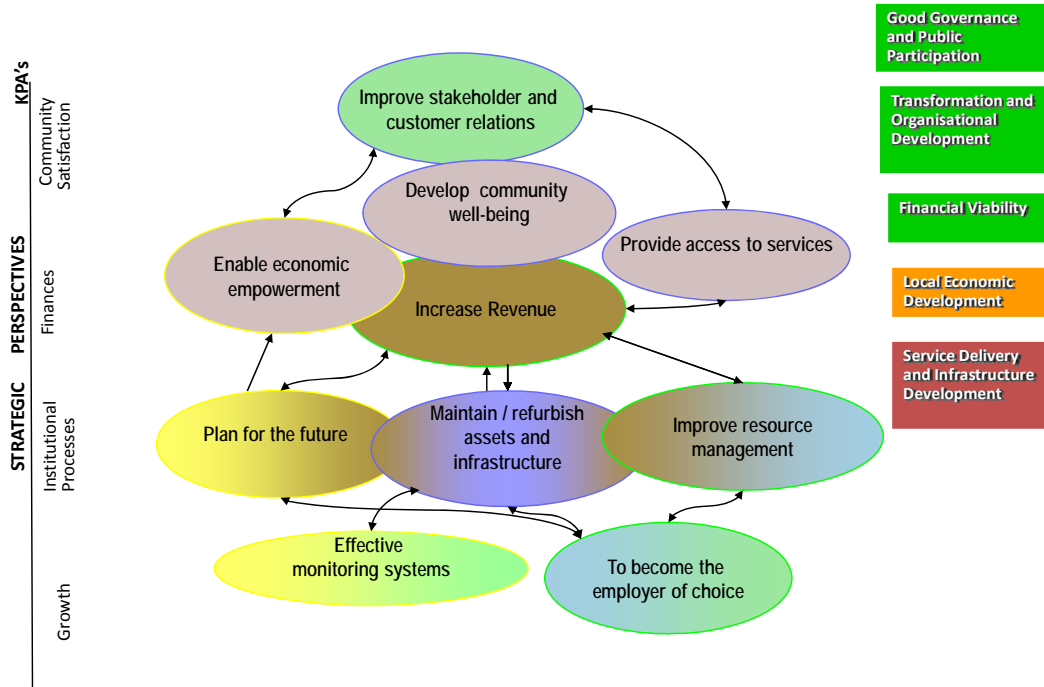 KPA's
STRATEGIC PERSPECTIVES
Community
Satisfaction
Finances
Institutional
Processes
Growth
Improve stakeholder and
customer relations
Develop community
well-being
Enable economic
empowerment
Provide access to services
Increase Revenue
Plan for the future
Maintain / refurbish
assets and
infrastructure
Improve resource
management
Effective
monitoring systems
To become the
employer of choice
Good Governance
and Public
Participation
Transformation and
Organisational
Development
Financial Viability
Local Economic
Development
Service Delivery
and Infrastructure
Development